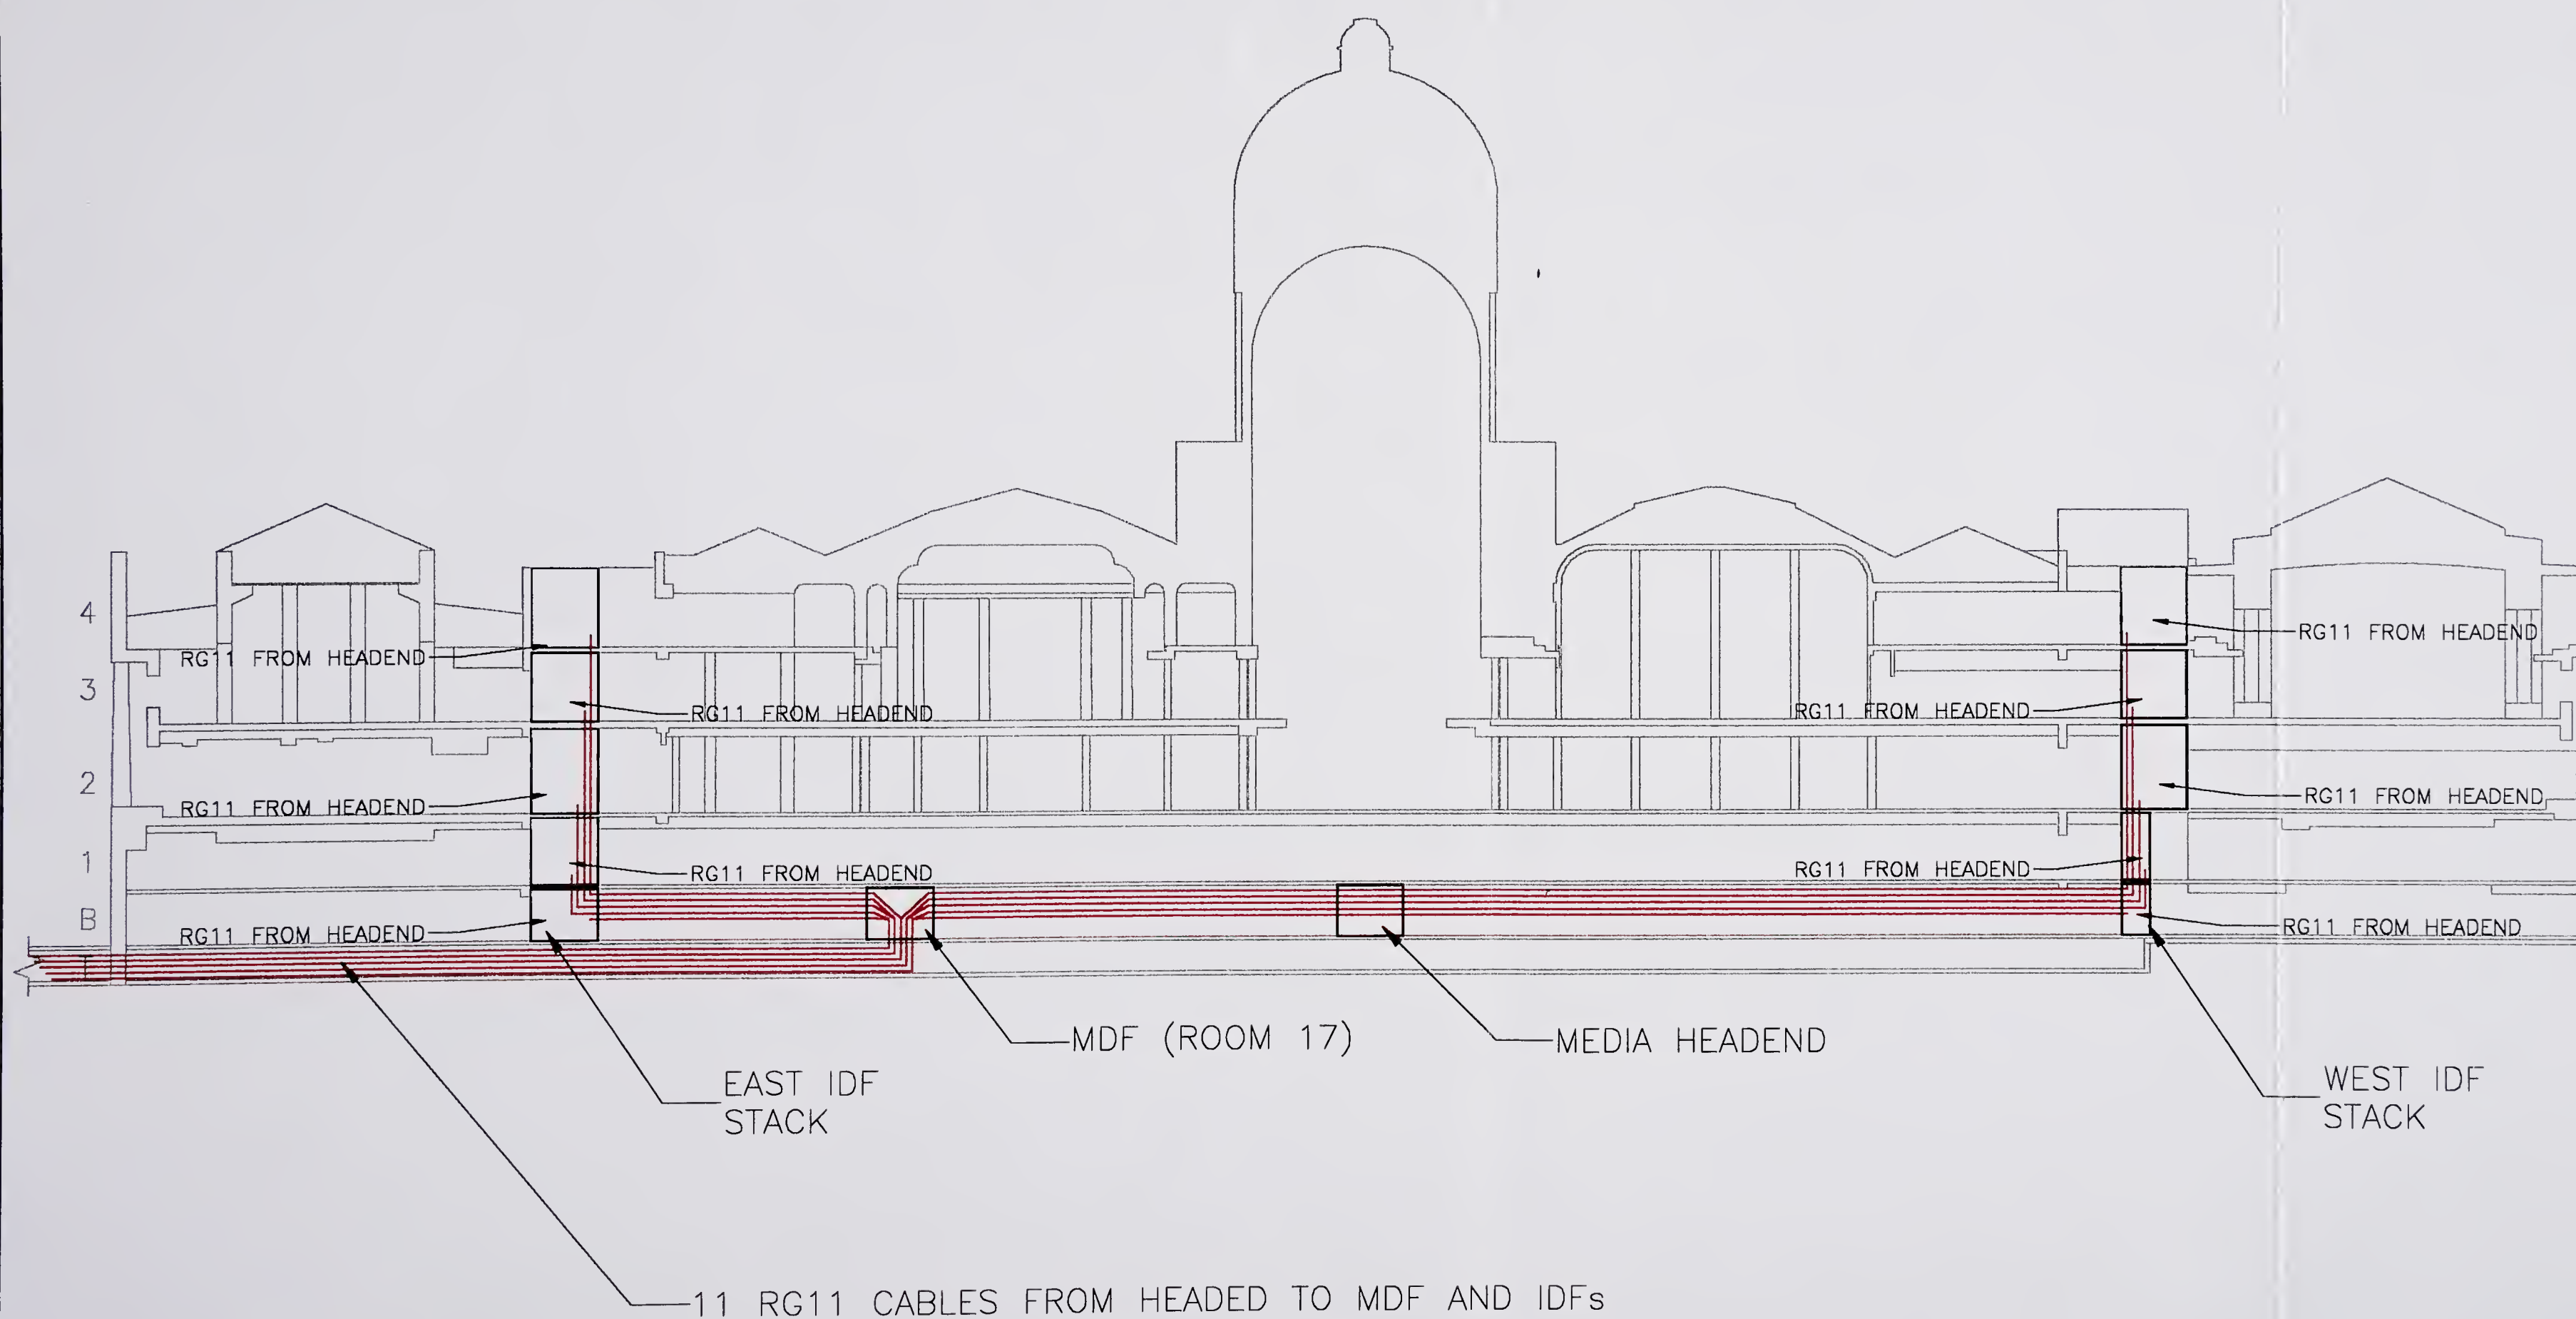 4
RG11 FROM HEADEND
RG11 FROM HEADEND
3
RG11 FROM HEADEND
RG11 FROM HEADEND
2
RG11 FROM HEADEND
RG11 FROM HEADEND
1
RG11 FROM HEADEND
RG11 FROM HEADEND
B
RG11 FROM HEADEND
RG11 FROM HEADEND
T
MDF (ROOM 17)
MEDIA HEADEND
EAST IDF
STACK
WEST IDF
STACK
11 RG11 CABLES FROM HEADED TO MDF AND IDFs